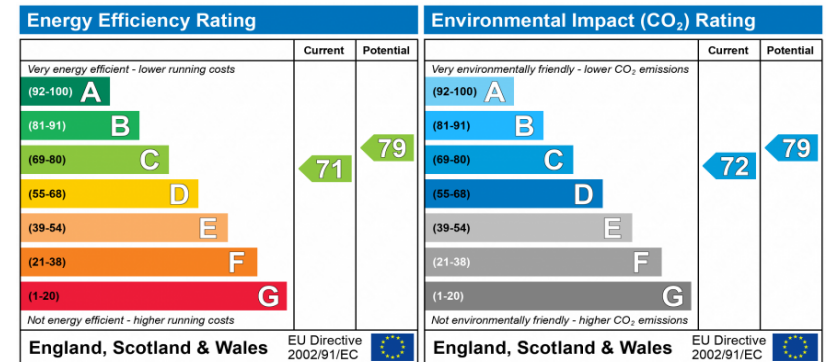 Energy Efficiency Rating
Current Potential
Very energy efficient - lower running costs
(92-100) A
(81-91) B
(69-80) C
(55-68) D
(39-54) E
(21-38) F
(1-20) G
71
79
Not energy efficient - higher running costs
England, Scotland & Wales
EU Directive
2002/91/EC
Environmental Impact (CO₂) Rating
Current Potential
Very environmentally friendly - lower CO₂ emissions
(92-100) A
(81-91) B
(69-80) C
(55-68) D
(39-54) E
(21-38) F
(1-20) G
72
79
Not environmentally friendly - higher CO₂ emissions
England, Scotland & Wales
EU Directive
2002/91/EC